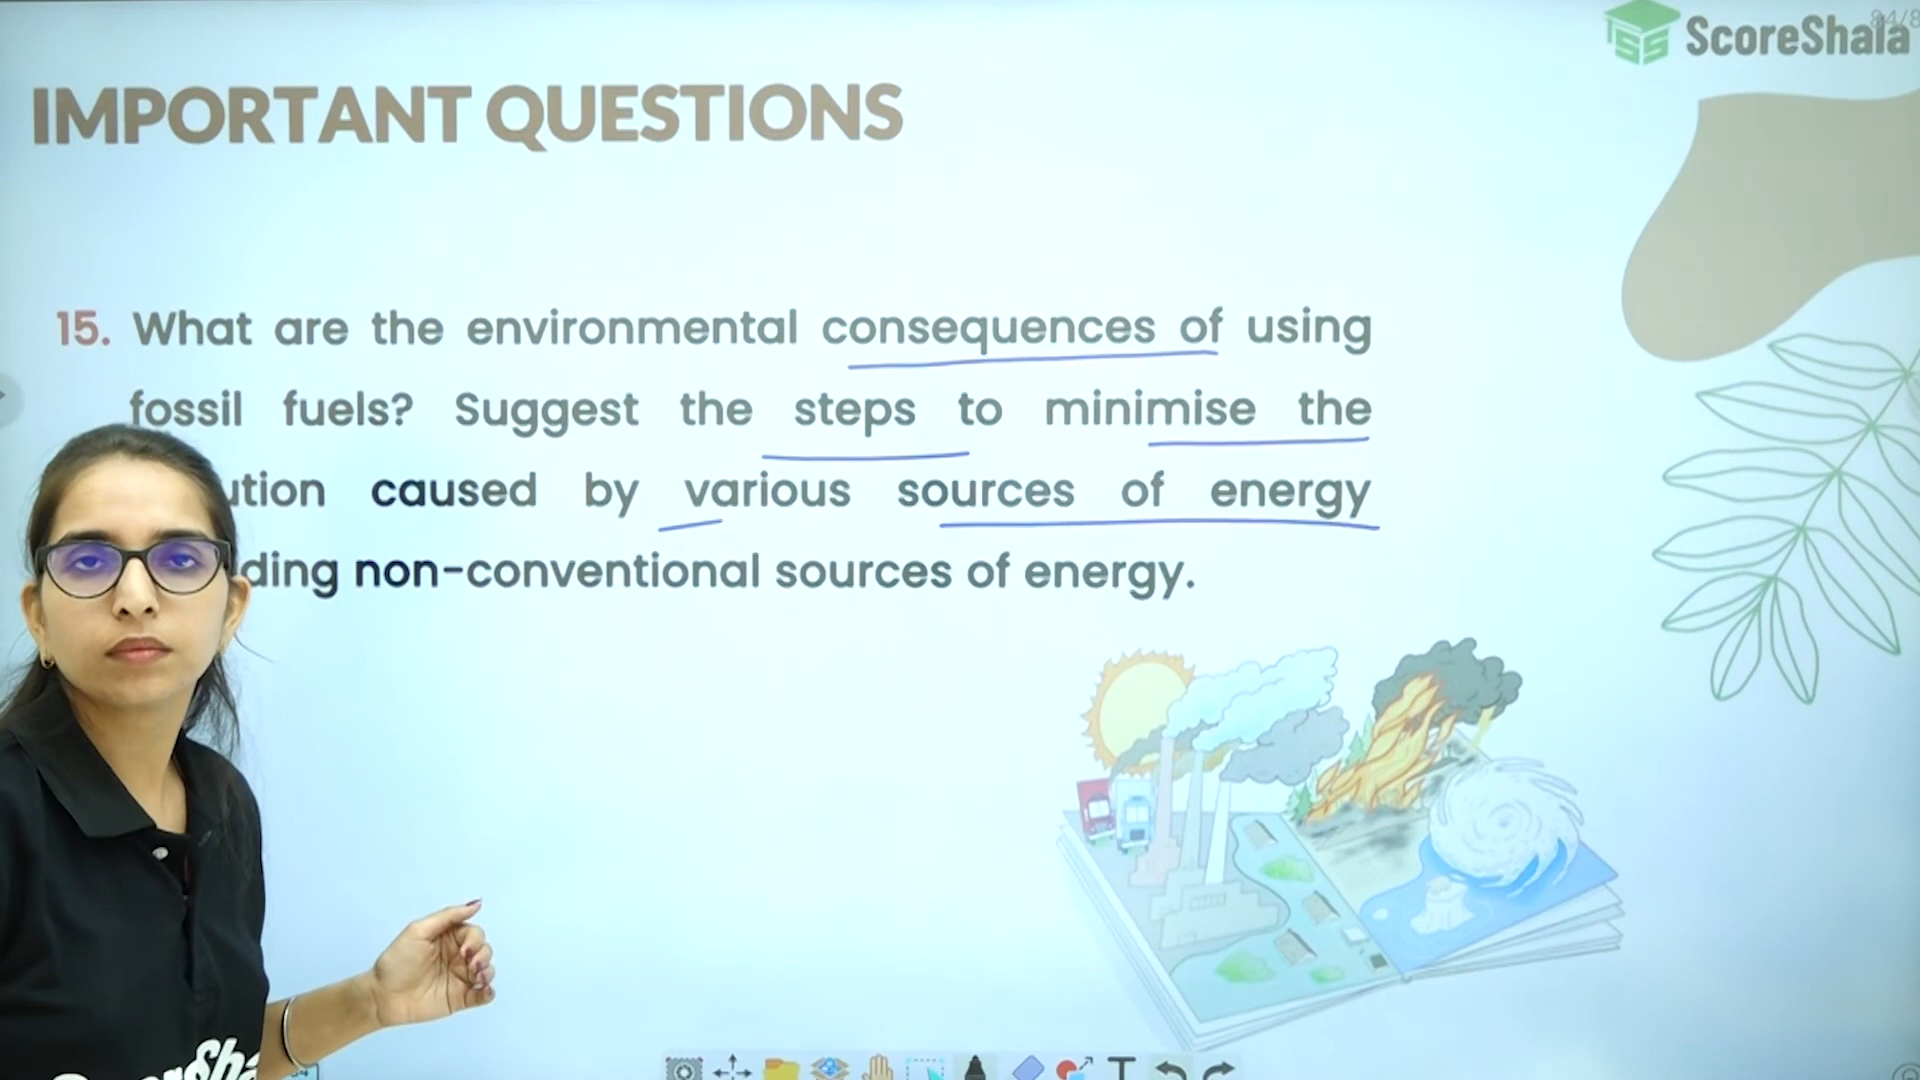 ScoreShala
IMPORTANT QUESTIONS
15. What are the environmental consequences of using
fossil fuels? Suggest the steps to minimise the
ution caused by various sources of energy
ding non-conventional sources of energy.